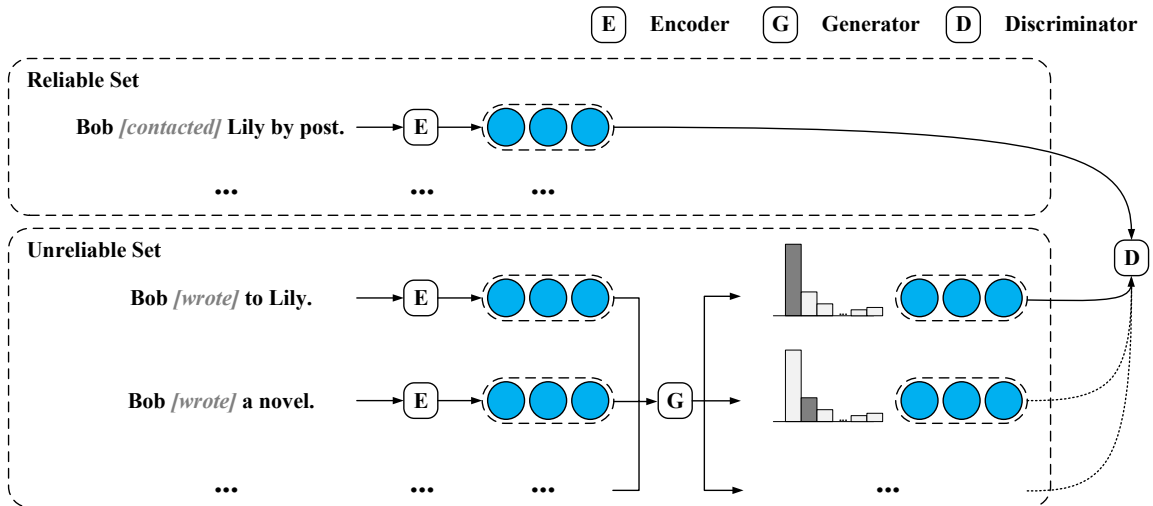 E Encoder G Generator D Discriminator
Reliable Set
Bob [contacted] Lily by post. E
... ... ...
Unreliable Set
D
Bob [wrote] to Lily. E
...
Bob [wrote] a novel. E G
...
... ... ... ...